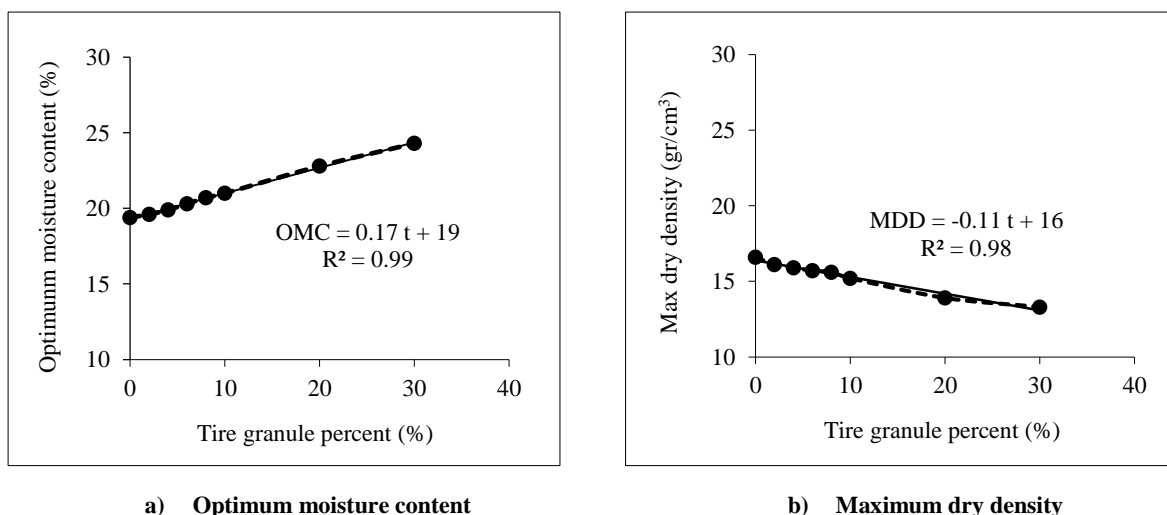 30
25
20
15
10
0
10
20
30
40
Optimunm moisture content (%)
Tire granule percent (%)
OMC = 0.17 t + 19
R² = 0.99
a) Optimum moisture content
30
25
20
15
10
0
10
20
30
40
Max dry density (gr/cm³)
Tire granule percent (%)
MDD = -0.11 t + 16
R² = 0.98
b) Maximum dry density